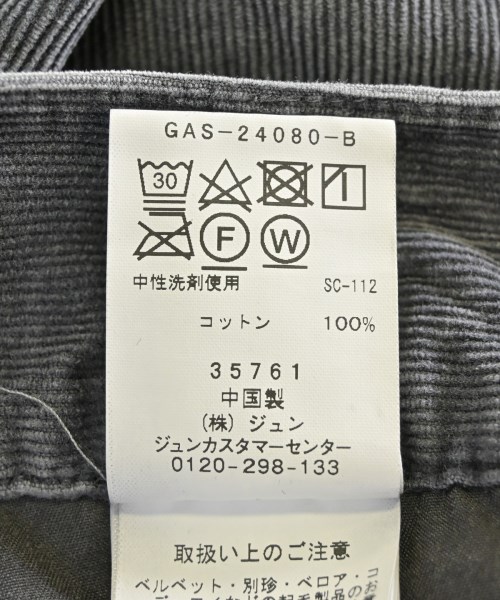 GAS-24080-B
30
F W
中性洗剤使用 SC-112
コットン 100%
35761
中国製
(株) ジュン
ジュンカスタマーセンター
0120-298-133
取扱い上のご注意
ベルベット・別珍・ベロア・コ